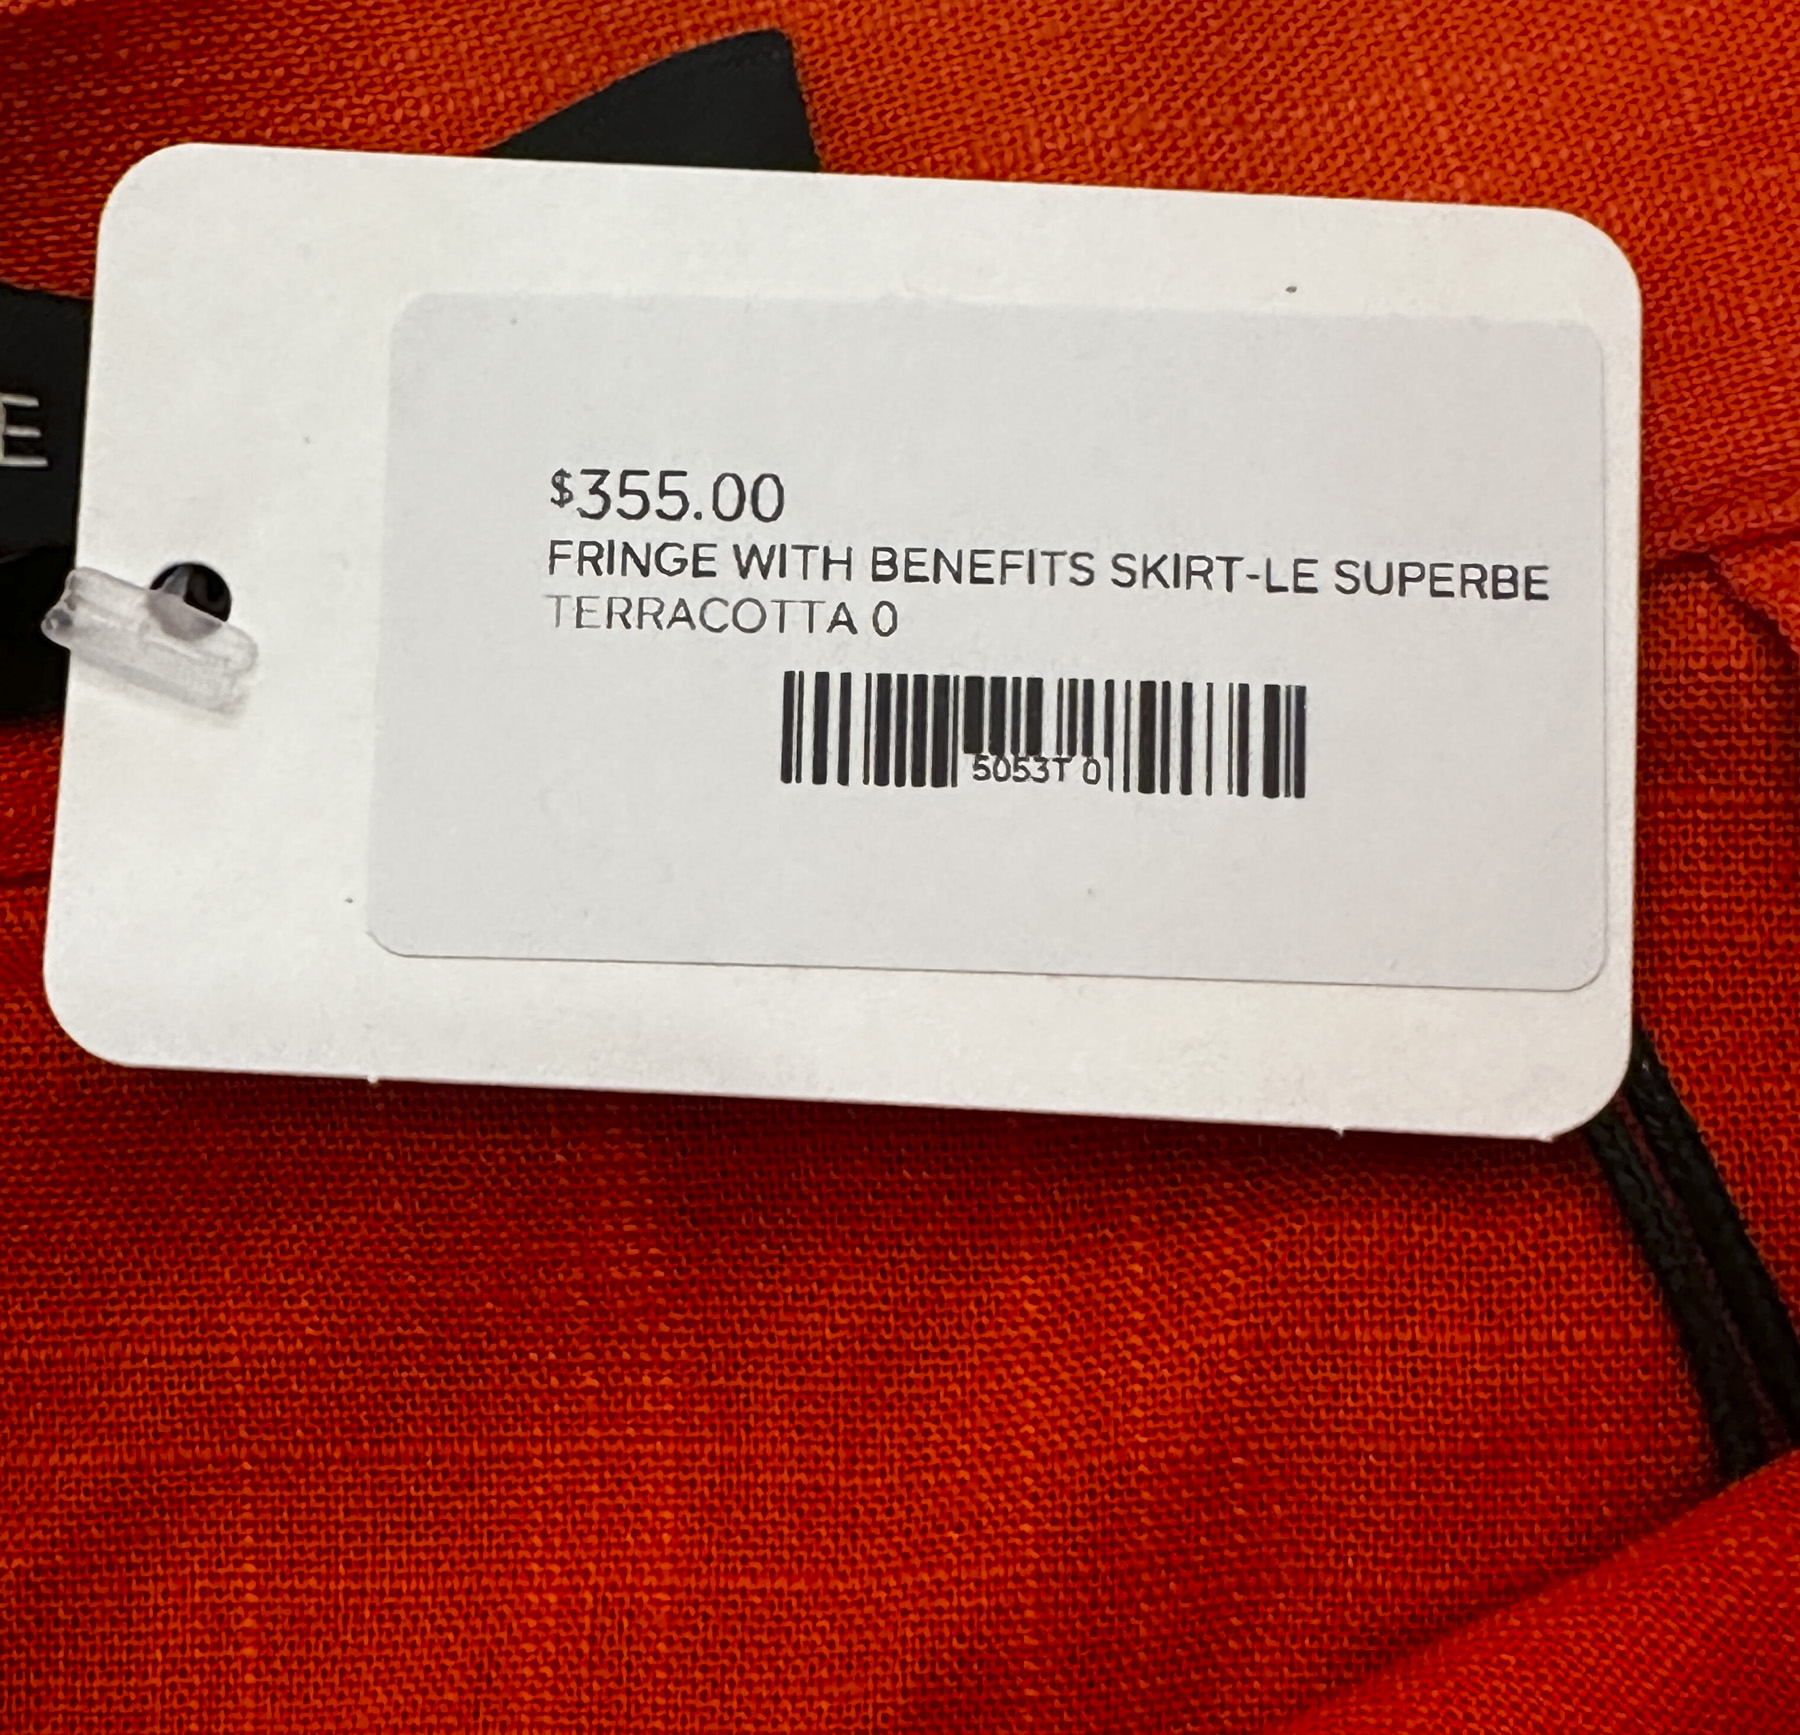 E
$355.00
FRINGE WITH BENEFITS SKIRT-LE SUPERBE
TERRACOTTA 0
5053T 0